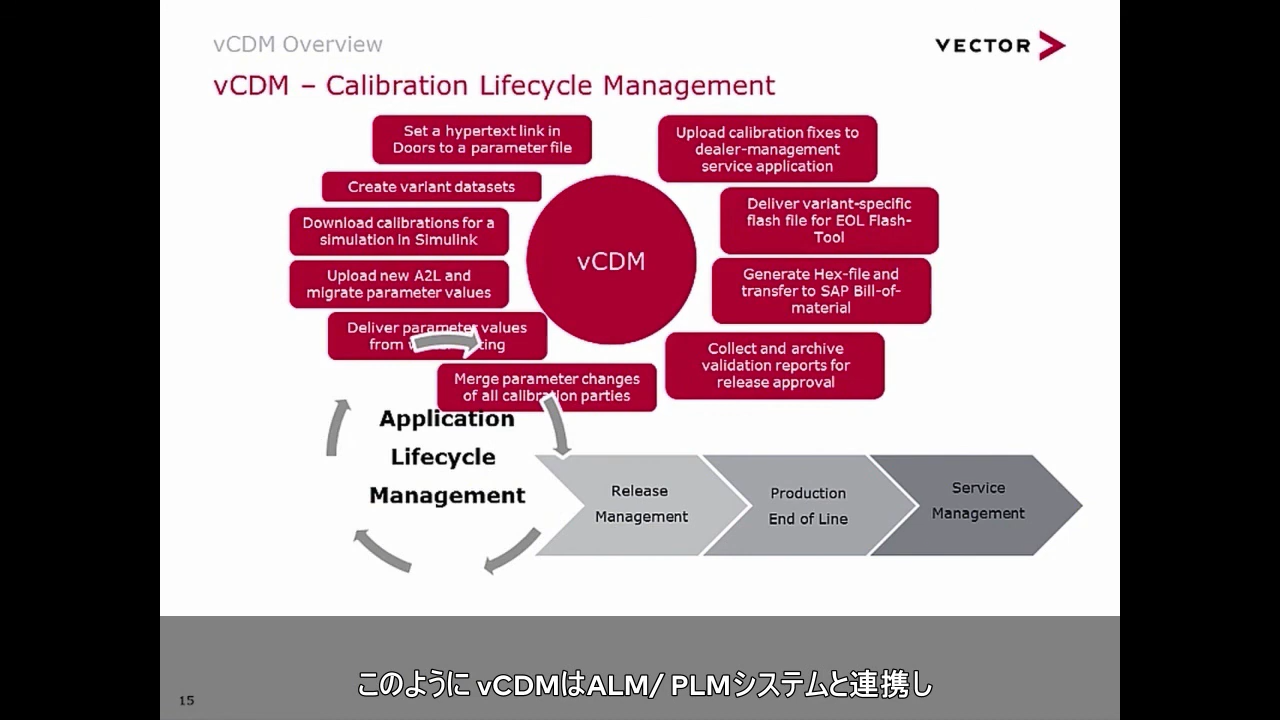 vCDM Overview
VECTOR
vCDM – Calibration Lifecycle Management
Set a hypertext link in
Doors to a parameter file
Create variant datasets
Download calibrations for a
simulation in Simulink
Upload new A2L and
migrate parameter values
Deliver parameter values
from
Merge parameter changes
of all calibration parties
vCDM
Upload calibration fixes to
dealer-management
service application
Deliver variant-specific
flash file for EOL Flash-
Tool
Generate Hex-file and
transfer to SAP Bill-of-
material
Collect and archive
validation reports for
release approval
Application
Lifecycle
Management
Release
Management
Production
End of Line
Service
Management
15
このように vCDMはALM/ PLMシステムと連携し